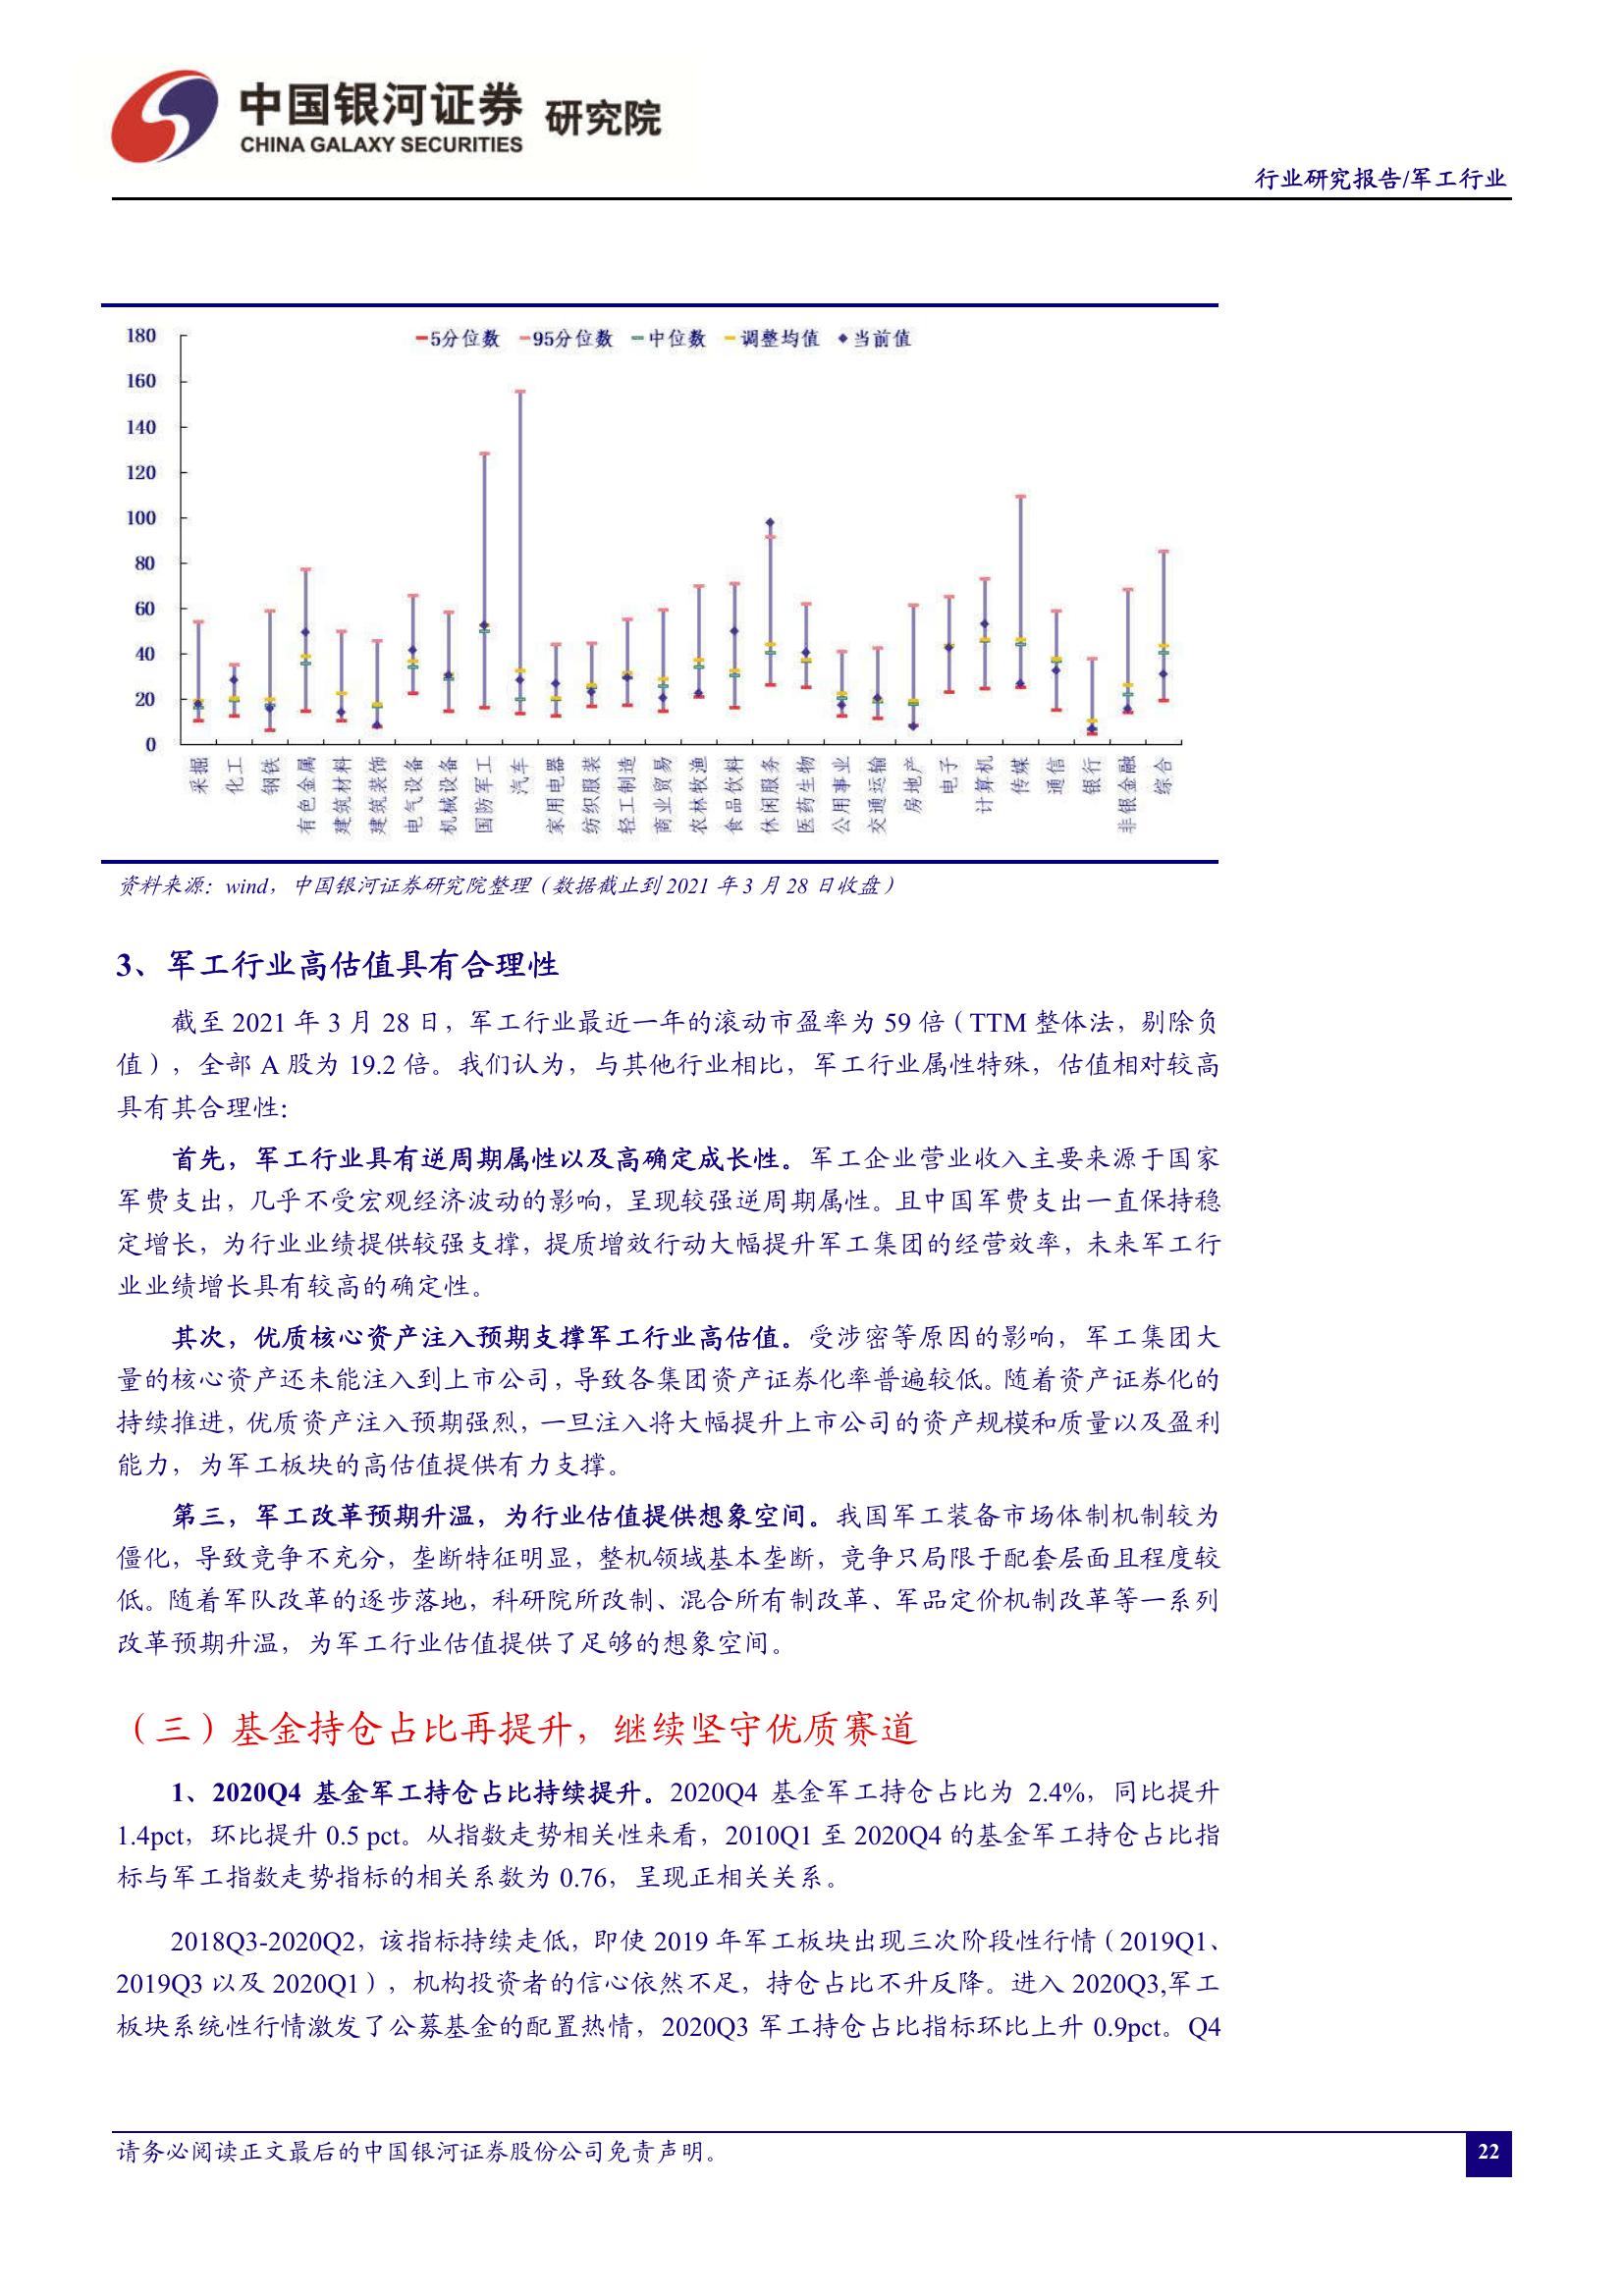 中国银河证券 研究院
CHINA GALAXY SECURITIES
行业研究报告/军工行业
5分位数 95分位数 中位数 调整均值 当前值
180
160
140
120
100
80
60
40
20
0
采掘
化工
钢铁
有色金属
建筑材料
建筑装饰
电气设备
机械设备
国防军工
汽车
家用电器
纺织服装
轻工制造
商业贸易
农林牧渔
食品饮料
休闲服务
医药生物
公用事业
交通运输
房地产
电子
计算机
传媒
通信
银行
非银金融
综合
资料来源：wind，中国银河证券研究院整理（数据截止到 2021 年 3 月 28 日收盘）
3、军工行业高估值具有合理性
截至 2021 年 3 月 28 日，军工行业最近一年的滚动市盈率为 59 倍（TTM 整体法，剔除负
值），全部 A 股为 19.2 倍。我们认为，与其他行业相比，军工行业属性特殊，估值相对较高
具有其合理性：
首先，军工行业具有逆周期属性以及高确定成长性。军工企业营业收入主要来源于国家
军费支出，几乎不受宏观经济波动的影响，呈现较强逆周期属性。且中国军费支出一直保持稳
定增长，为行业业绩提供较强支撑，提质增效行动大幅提升军工集团的经营效率，未来军工行
业业绩增长具有较高的确定性。
其次，优质核心资产注入预期支撑军工行业高估值。受涉密等原因的影响，军工集团大
量的核心资产还未能注入到上市公司，导致各集团资产证券化率普遍较低。随着资产证券化的
持续推进，优质资产注入预期强烈，一旦注入将大幅提升上市公司的资产规模和质量以及盈利
能力，为军工板块的高估值提供有力支撑。
第三，军工改革预期升温，为行业估值提供想象空间。我国军工装备市场体制机制较为
僵化，导致竞争不充分，垄断特征明显，整机领域基本垄断，竞争只局限于配套层面且程度较
低。随着军队改革的逐步落地，科研院所改制、混合所有制改革、军品定价机制改革等一系列
改革预期升温，为军工行业估值提供了足够的想象空间。
（三）基金持仓占比再提升，继续坚守优质赛道
1、2020Q4 基金军工持仓占比持续提升。2020Q4 基金军工持仓占比为 2.4%，同比提升
1.4pct，环比提升 0.5 pct。从指数走势相关性来看，2010Q1 至 2020Q4 的基金军工持仓占比指
标与军工指数走势指标的相关系数为 0.76，呈现正相关关系。
2018Q3-2020Q2，该指标持续走低，即使 2019 年军工板块出现三次阶段性行情（2019Q1、
2019Q3 以及 2020Q1），机构投资者的信心依然不足，持仓占比不升反降。进入 2020Q3,军工
板块系统性行情激发了公募基金的配置热情，2020Q3 军工持仓占比指标环比上升 0.9pct。Q4
请务必阅读正文最后的中国银河证券股份公司免责声明。
22